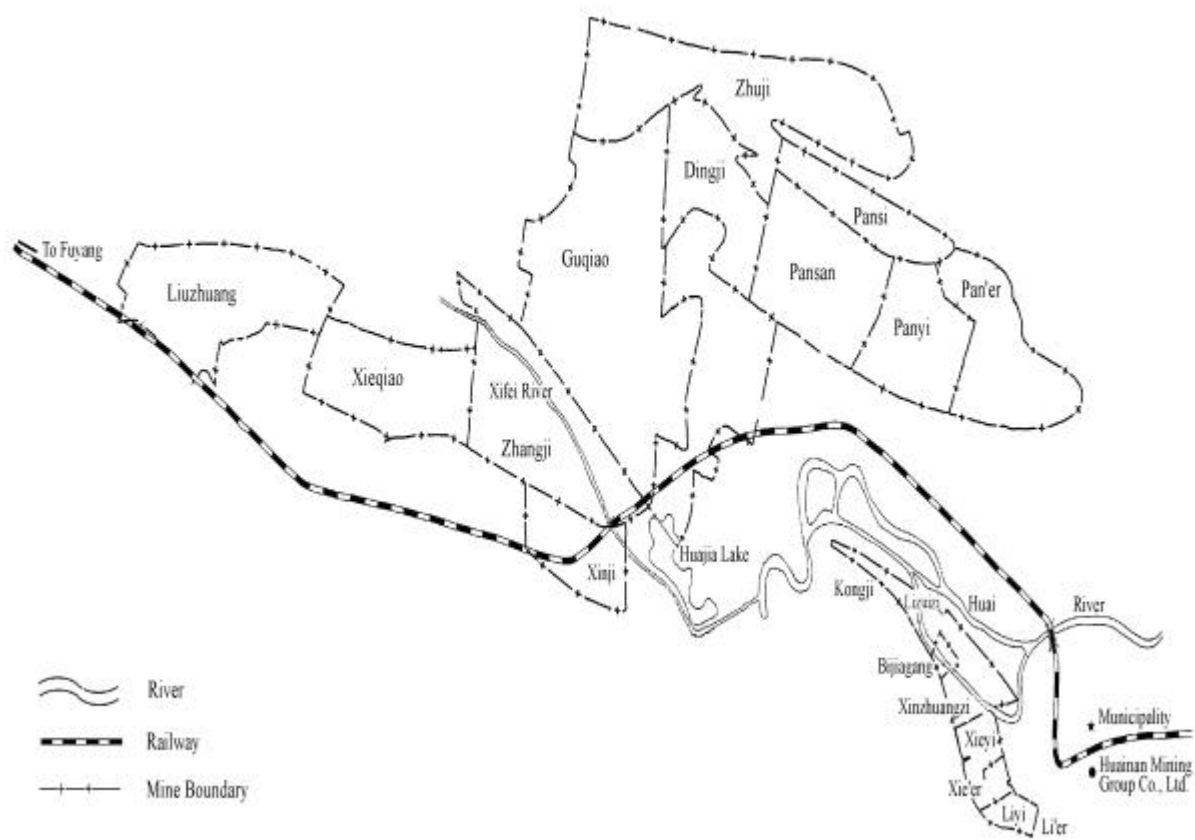 Zhuji
Dingji
Pansi
To Fuyang
Guqiao
Pansan
Pan'er
Liuzhuang
Panyi
Xieqiao
Xifei River
Zhangji
Huajia Lake
Xinji
Kongji
Huai
River
Bijiagang
Xinzhuangzi
River
Municipality
Xieyi
Railway
Huainan Mining
Group Co., Ltd.
Xie'er
Mine Boundary
Liyi
Li'er